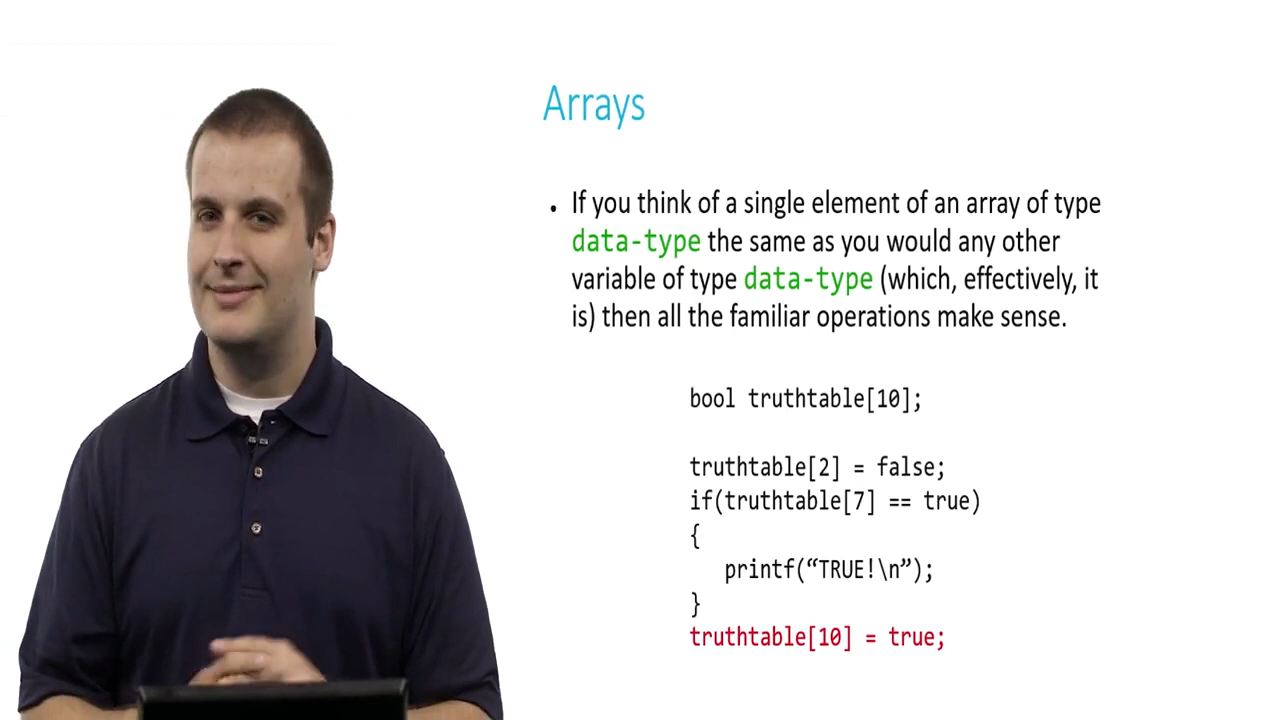 Arrays
• If you think of a single element of an array of type
data-type the same as you would any other
variable of type data-type (which, effectively, it
is) then all the familiar operations make sense.
bool truthtable[10];
truthtable[2] = false;
if(truthtable[7] == true)
{
printf(“TRUE!\n”);
}
truthtable[10] = true;